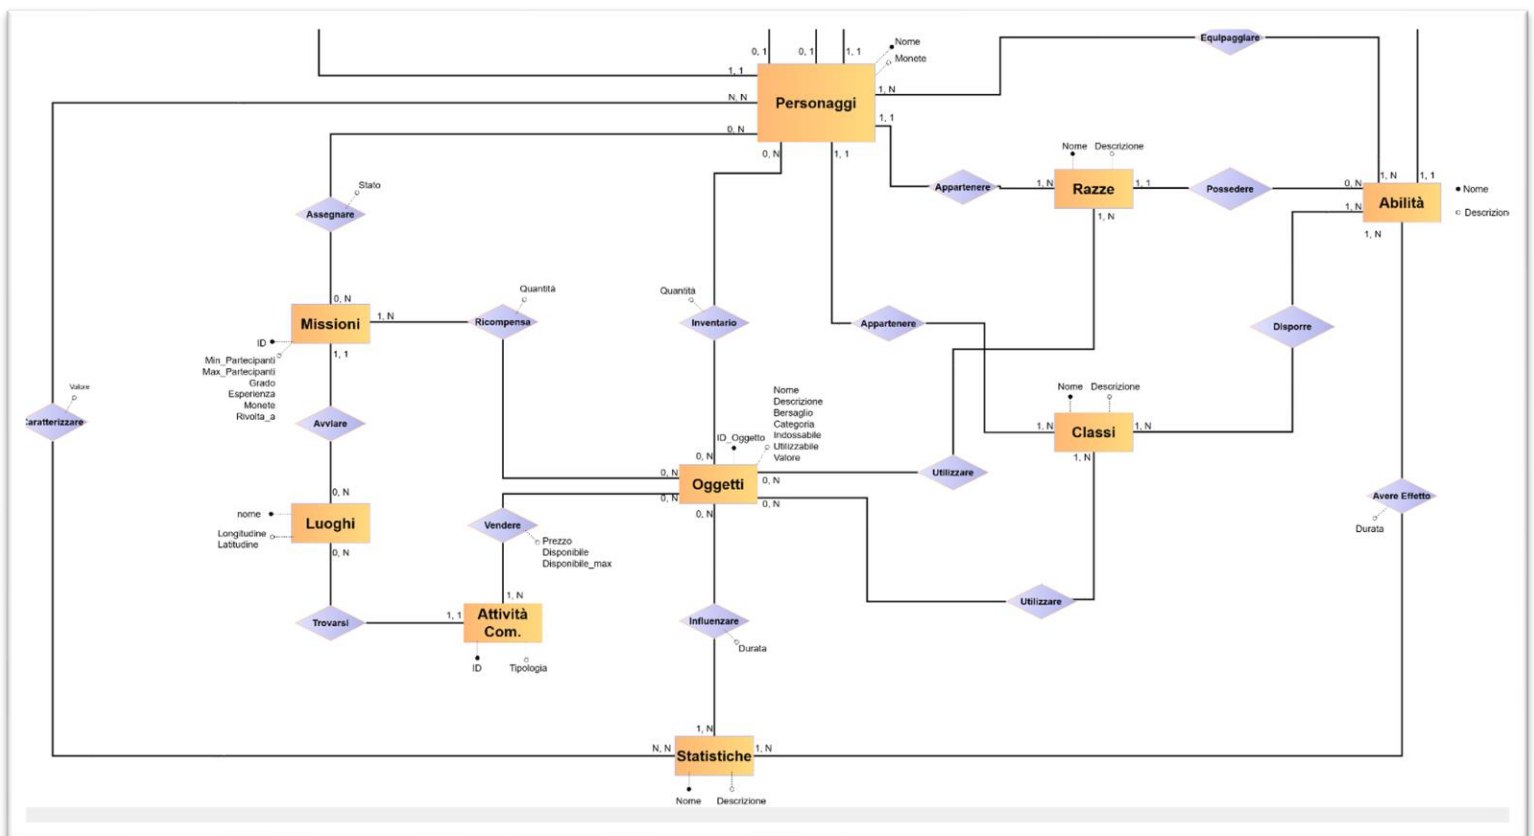 0, 1
0, 1
1, 1
Nome
Monete
Equipaggiare
1, 1
Personaggi
1, N
N, N
1, 1
0, N
0, N
1, 1
Nome
Descrizione
Stato
Appartenere
1, N
Razze
1, 1
Possedere
0, N
1, N
1, 1
Abilità
Nome
Descrizion
Assegnare
1, N
1, N
1, N
0, N
Quantità
Quantità
Missioni
1, N
Ricompensa
Inventario
Appartenere
Disporre
ID
Min_Partecipanti
Max_Partecipanti
Grado
Esperienza
Monete
Rivolta_a
1, 1
Valore
Caratterizzare
Avviare
Nome
Descrizione
Bersaglio
Categoria
Indossabile
Utilizzabile
Valore
ID_Oggetto
Nome
Descrizione
1, N
Classi
1, N
1, N
0, N
0, N
Oggetti
0, N
Utilizzare
0, N
0, N
0, N
0, N
nome
Luoghi
Longitudine
Latitudine
0, N
Vendere
Prezzo
Disponibile
Disponibile_max
Avere Effetto
Durata
1, N
Utilizzare
Trovarsi
1, 1
Attività
Com.
Influenzare
Durata
ID
Tipologia
1, N
N, N
Statistiche
1, N
Nome
Descrizione